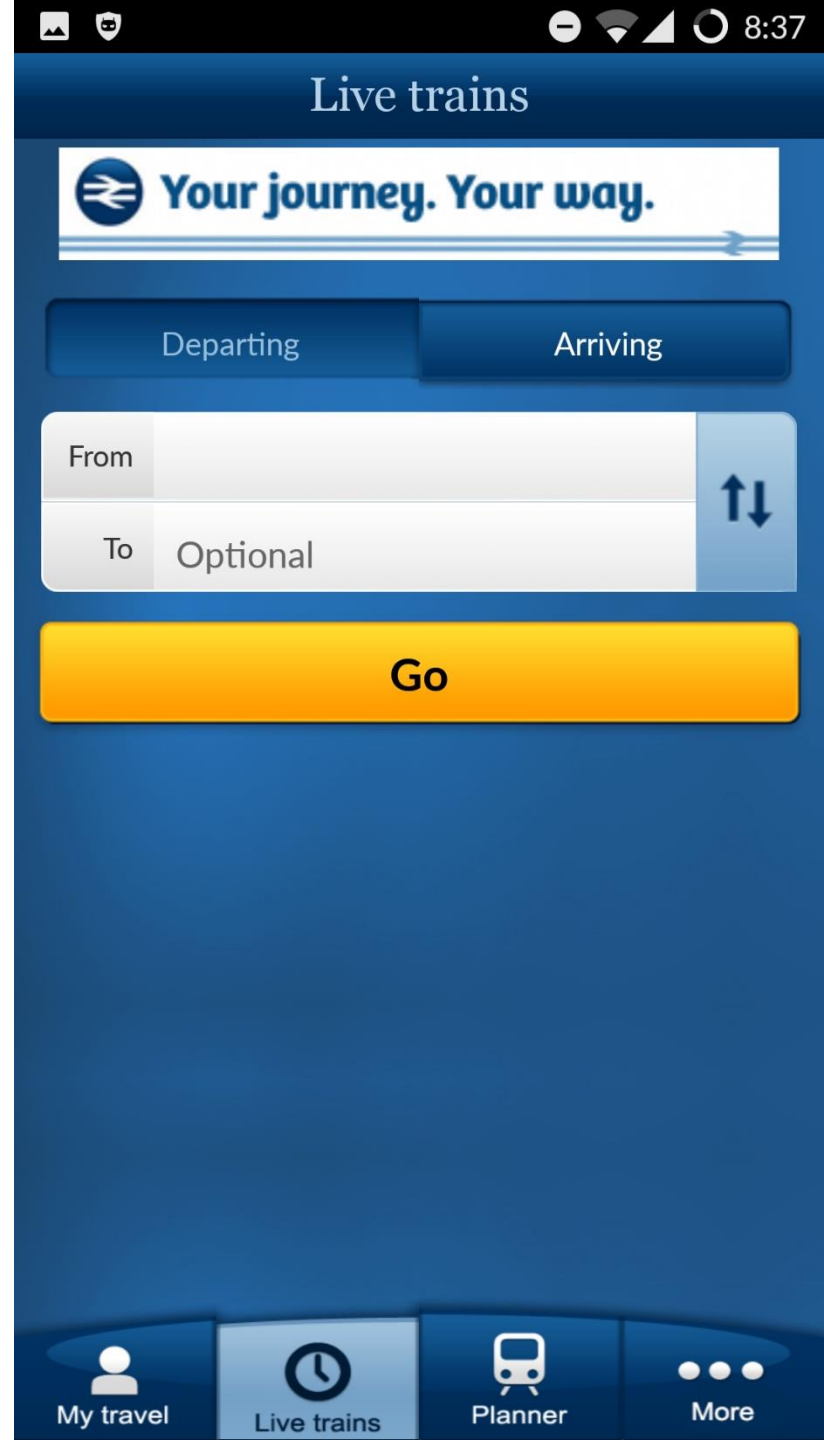 8:37
Live trains
Your journey. Your way.
Departing
Arriving
From
To Optional
Go
My travel
Live trains
Planner
More